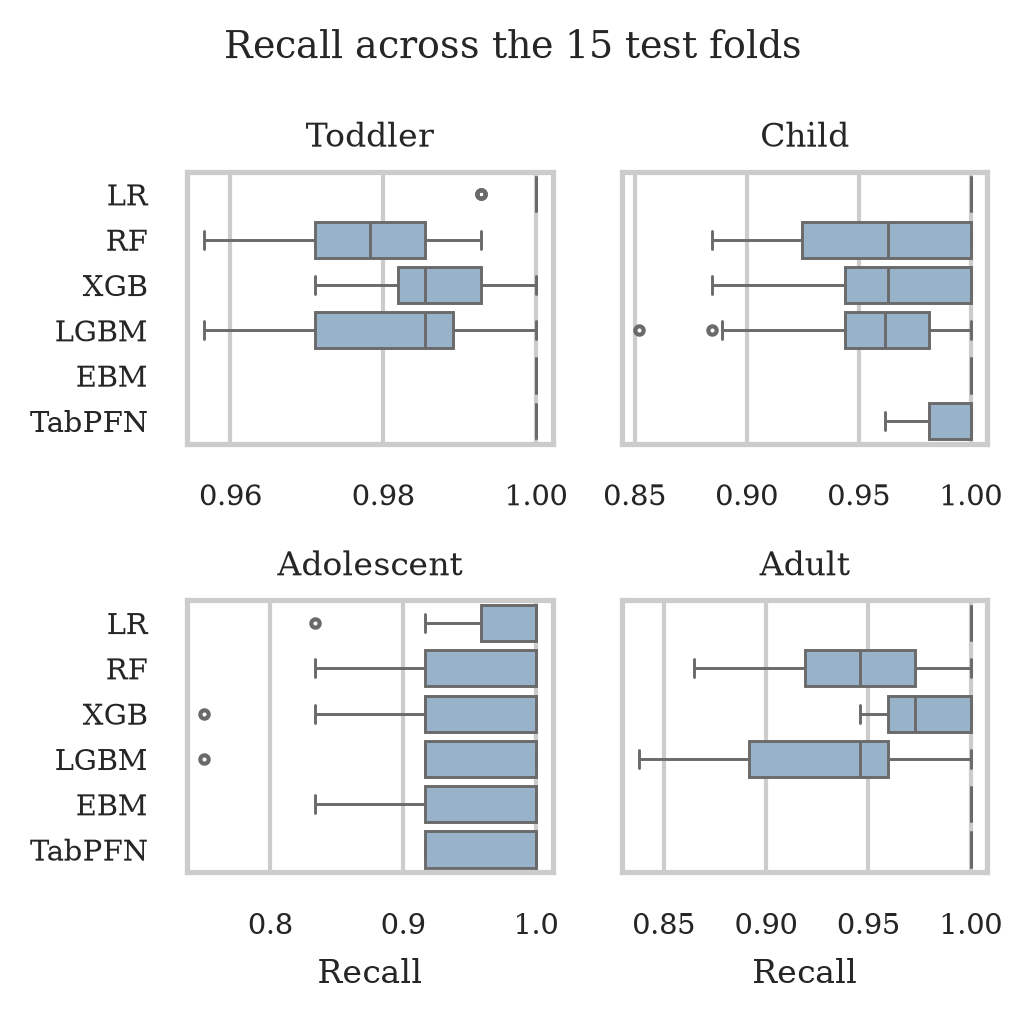 Recall across the 15 test folds
Toddler
Child
LR
RF
XGB
LGBM
EBM
TabPFN
0.96 0.98 1.00
0.85 0.90 0.95 1.00
Adolescent
Adult
LR
RF
XGB
LGBM
EBM
TabPFN
0.8 0.9 1.0
0.85 0.90 0.95 1.00
Recall
Recall